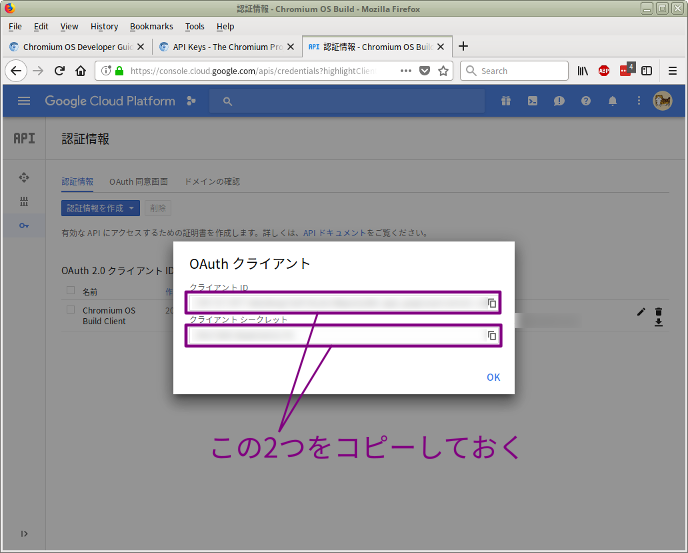 認証情報 - Chromium OS Build - Mozilla Firefox
File Edit View History Bookmarks Tools Help
Chromium OS Developer Guid
API Keys - The Chromium Pro
認証情報 - Chromium OS Buil
https://console.cloud.google.com/apis/credentials?highlightClien
Search
4
Google Cloud Platform
API 認証情報
認証情報 OAuth 同意画面 ドメインの確認
認証情報を作成 削除
有効な API にアクセスするための証明書を作成します。詳しくは、API ドキュメントをご覧ください。
OAuth 2.0 クライアント ID
名前
Chromium OS
Build Client
20
OAuth クライアント
クライアント ID
クライアント シークレット
OK
この2つをコピーしておく